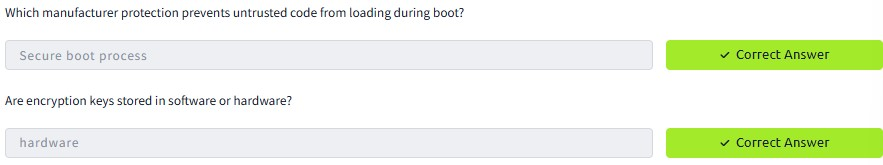 Which manufacturer protection prevents untrusted code from loading during boot?
Secure boot process
✓ Correct Answer
Are encryption keys stored in software or hardware?
hardware
✓ Correct Answer